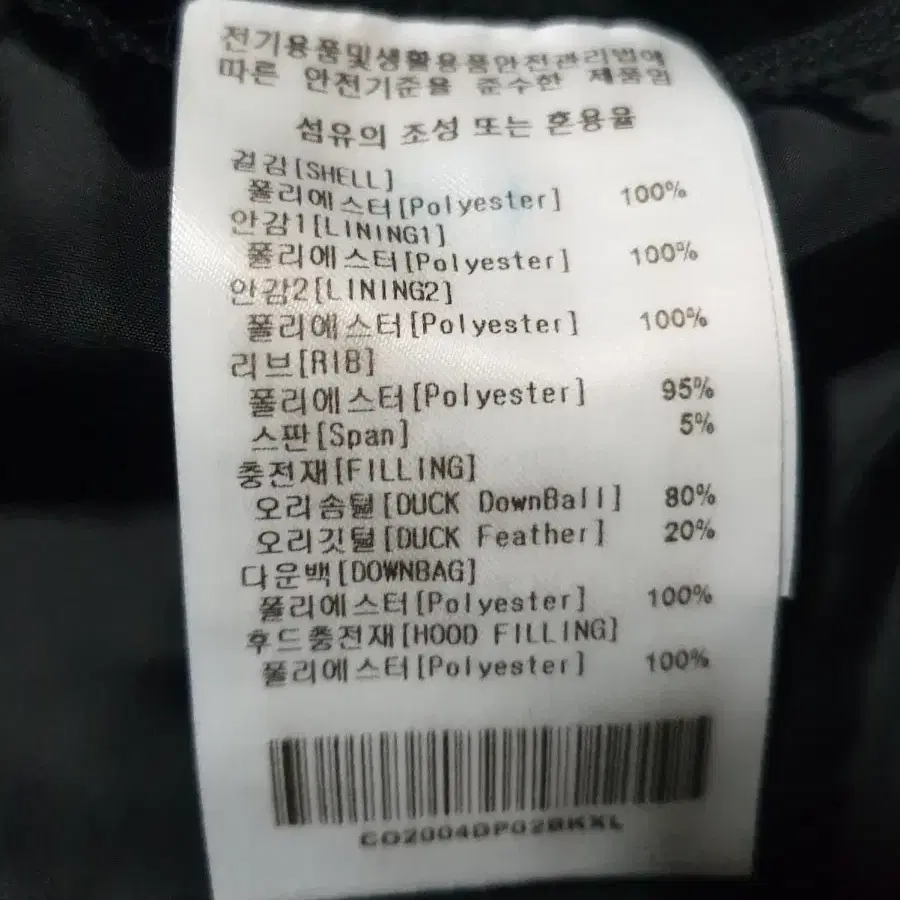 전기용품및생활용품안전관리법에
따른 안전기준을 준수한 제품임
섬유의 조성 또는 혼용율
겉감[SHELL]
폴리에스터[Polyester] 100%
안감1[LINING1]
폴리에스터[Polyester] 100%
안감2[LINING2]
폴리에스터[Polyester] 100%
리브[RIB]
폴리에스터[Polyester] 95%
스판[Span] 5%
충전재[FILLING]
오리솜털[DUCK DownBall] 80%
오리깃털[DUCK Feather] 20%
다운백[DOWNBAG]
폴리에스터[Polyester] 100%
후드충전재[HOOD FILLING]
폴리에스터[Polyester] 100%
CO2004DP02BKXL